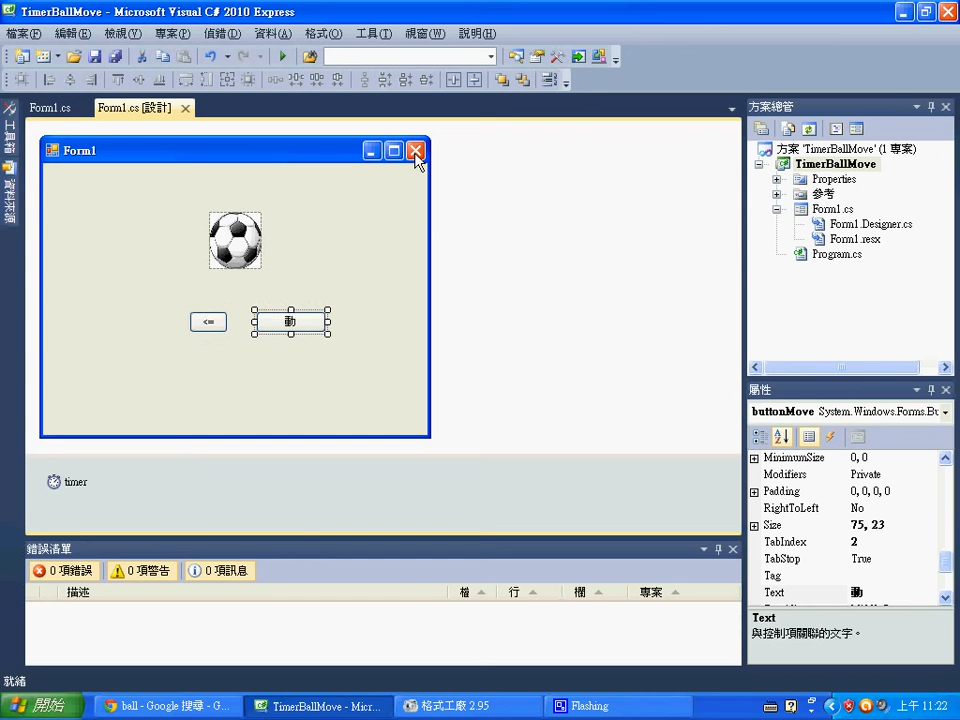 TimerBallMove - Microsoft Visual C# 2010 Express
檔案(F) 編輯(E) 檢視(V) 專案(P) 偵錯(D) 資料(A) 格式(O) 工具(T) 視窗(W) 說明(H)
Form1.cs Form1.cs [設計]
工具箱
資料來源
Form1
<=
動
timer
錯誤清單
0 項錯誤 0 項警告 0 項訊息
描述 檔 行 欄 專案
就緒
方案總管
方案 'TimerBallMove' (1 專案)
TimerBallMove
Properties
參考
Form1.cs
Form1.Designer.cs
Form1.resx
Program.cs
屬性
buttonMove System.Windows.Forms.Bu
MinimumSize 0, 0
Modifiers Private
Padding 0, 0, 0, 0
RightToLeft No
Size 75, 23
TabIndex 2
TabStop True
Tag
Text 動
Text
與控制項關聯的文字。
開始 ball - Google 搜尋 - G... TimerBallMove - Micr... 格式工廠 2.95 Flashing 上午 11:22